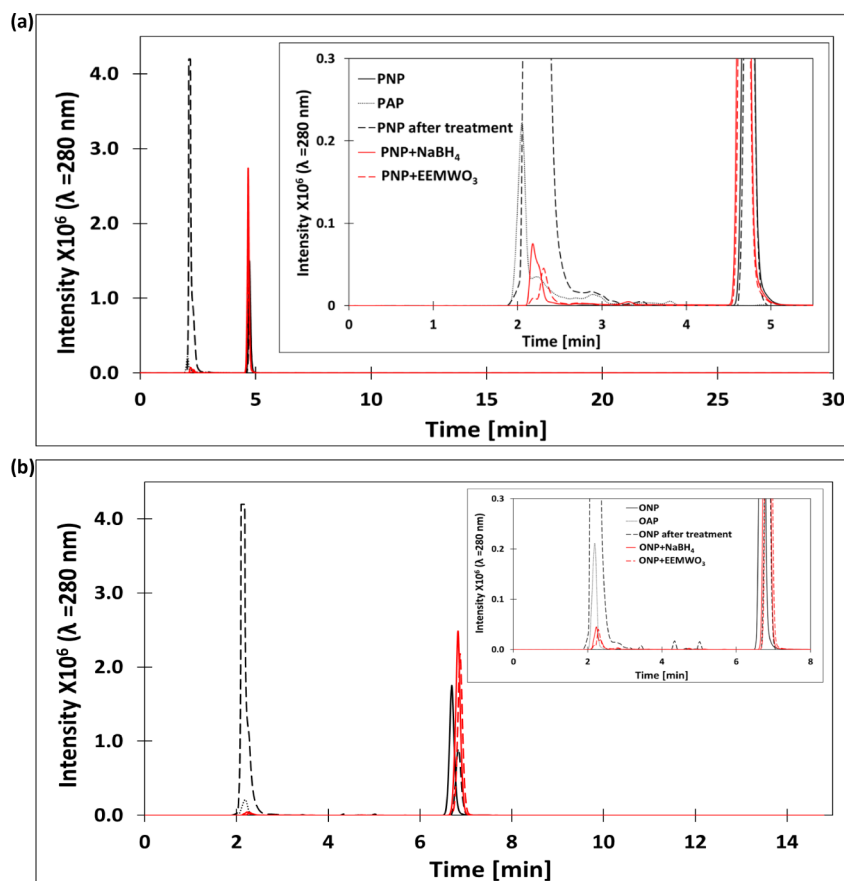 (a)
Intensity X10⁶ (λ =280 nm)
4.0
3.0
2.0
1.0
0.0
0 5 10 15 20 25 30
Time [min]
Intensity X10⁶ (λ =280 nm)
0.3
0.2
0.1
0
0 1 2 3 4 5
Time [min]
PNP
PAP
PNP after treatment
PNP+NaBH₄
PNP+EEMWO₃
(b)
Intensity X10⁶ (λ =280 nm)
4.0
3.0
2.0
1.0
0.0
0 2 4 6 8 10 12 14
Time [min]
Intensity X10⁶ (λ =280 nm)
0.3
0.2
0.1
0.0
0 2 4 6 8
Time [min]
ONP
OAP
ONP after treatment
ONP+NaBH₄
ONP+EEMWO₃